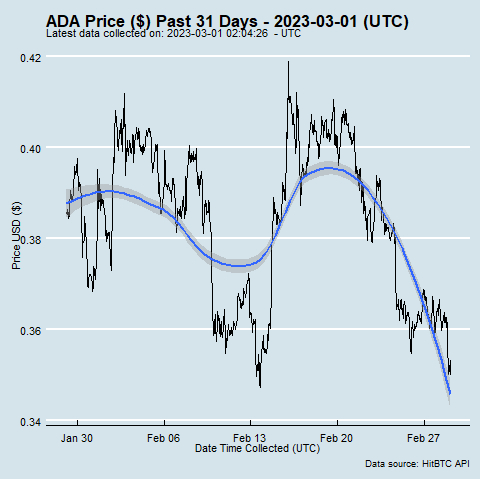 ADA Price ($) Past 31 Days - 2023-03-01 (UTC)
Latest data collected on: 2023-03-01 02:04:26 - UTC
0.42
0.40
0.38
0.36
0.34
Price USD ($)
Jan 30
Feb 06
Feb 13
Feb 20
Feb 27
Date Time Collected (UTC)
Data source: HitBTC API